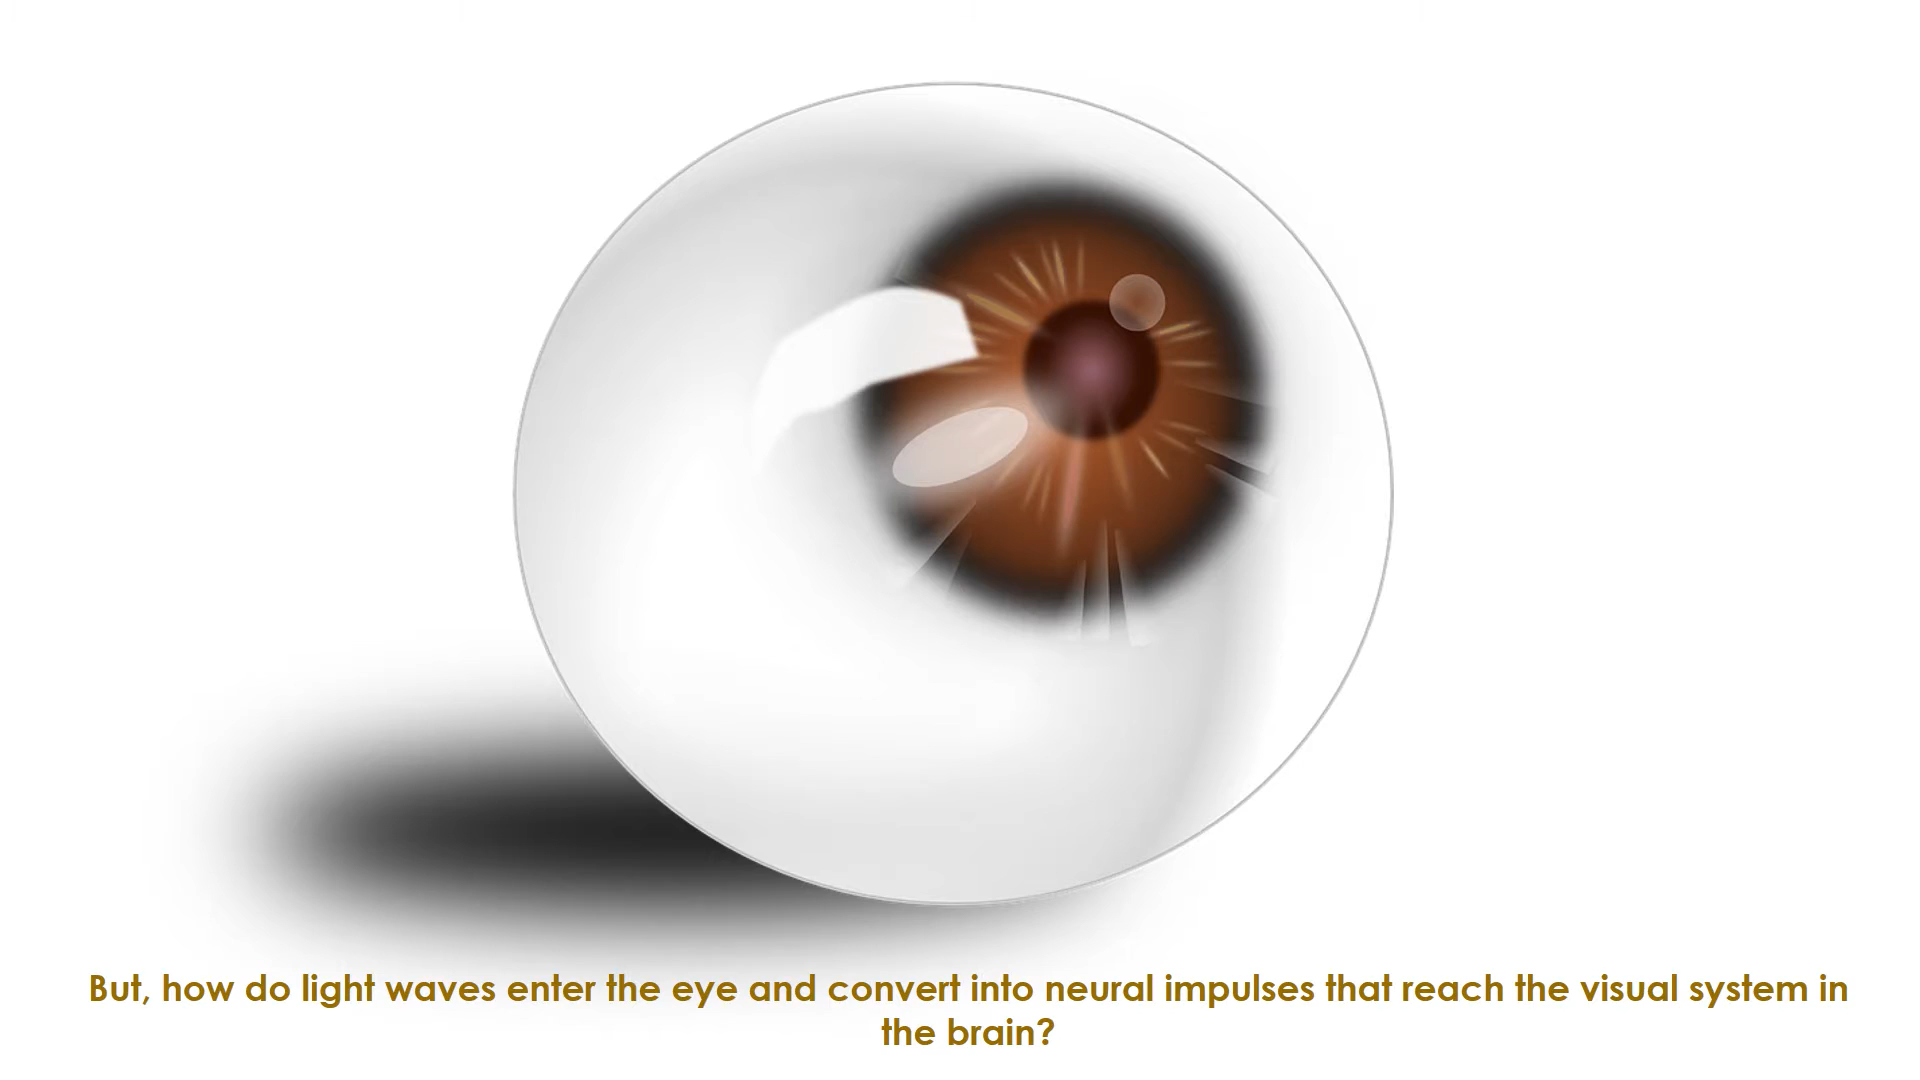 But, how do light waves enter the eye and convert into neural impulses that reach the visual system in
the brain?